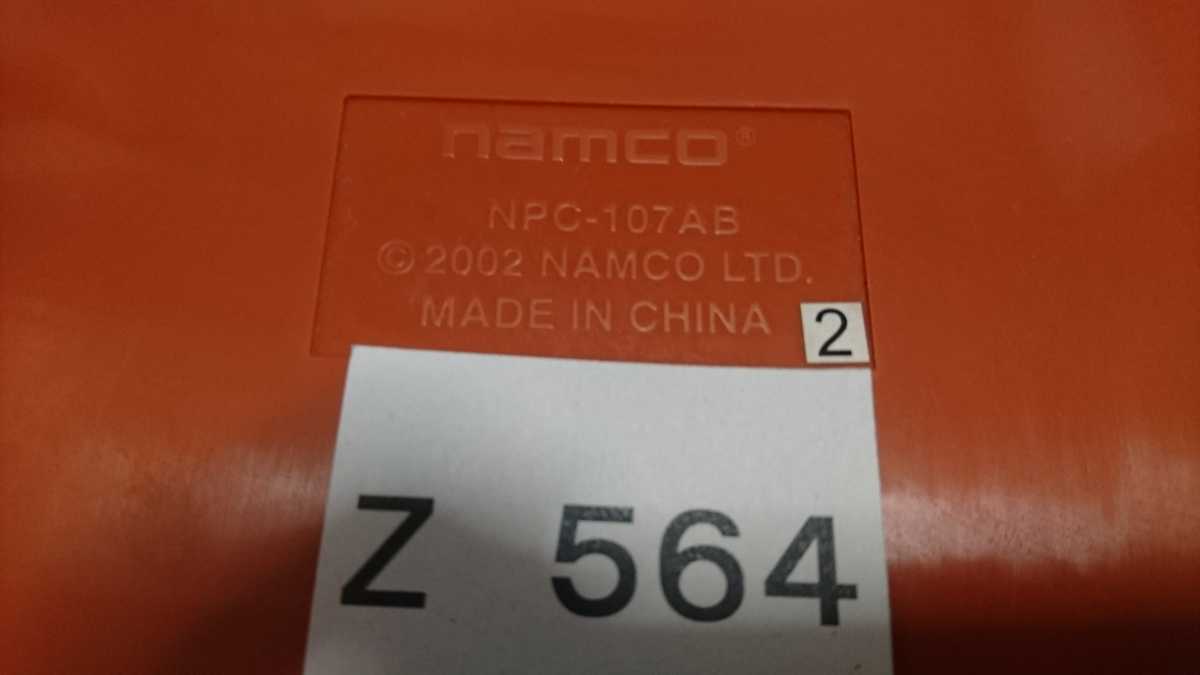 namco®
NPC-107AB
© 2002 NAMCO LTD.
MADE IN CHINA
2
Z 564